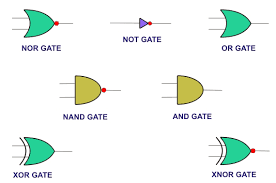 NOR GATE
NOT GATE
OR GATE
NAND GATE
AND GATE
XOR GATE
XNOR GATE